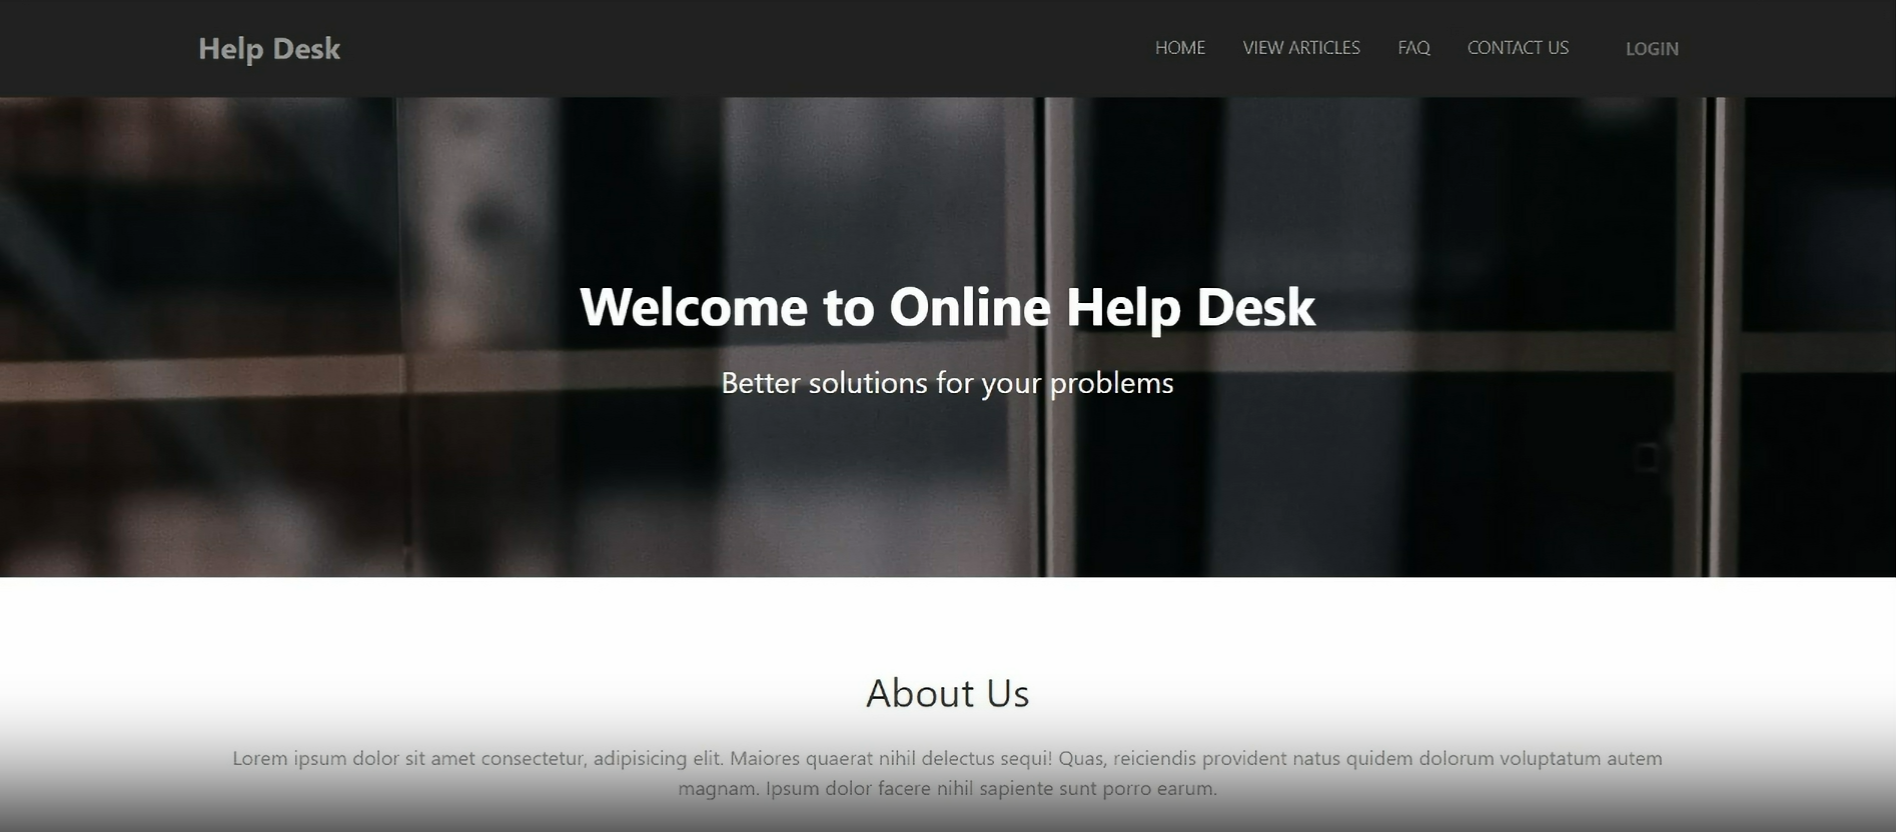 Help Desk
HOME VIEW ARTICLES FAQ CONTACT US LOGIN
Welcome to Online Help Desk
Better solutions for your problems
About Us
Lorem ipsum dolor sit amet consectetur, adipisicing elit. Maiores quaerat nihil delectus sequi! Quas, reiciendis provident natus quidem dolorum voluptatum autem
magnam. Ipsum dolor facere nihil sapiente sunt porro earum.